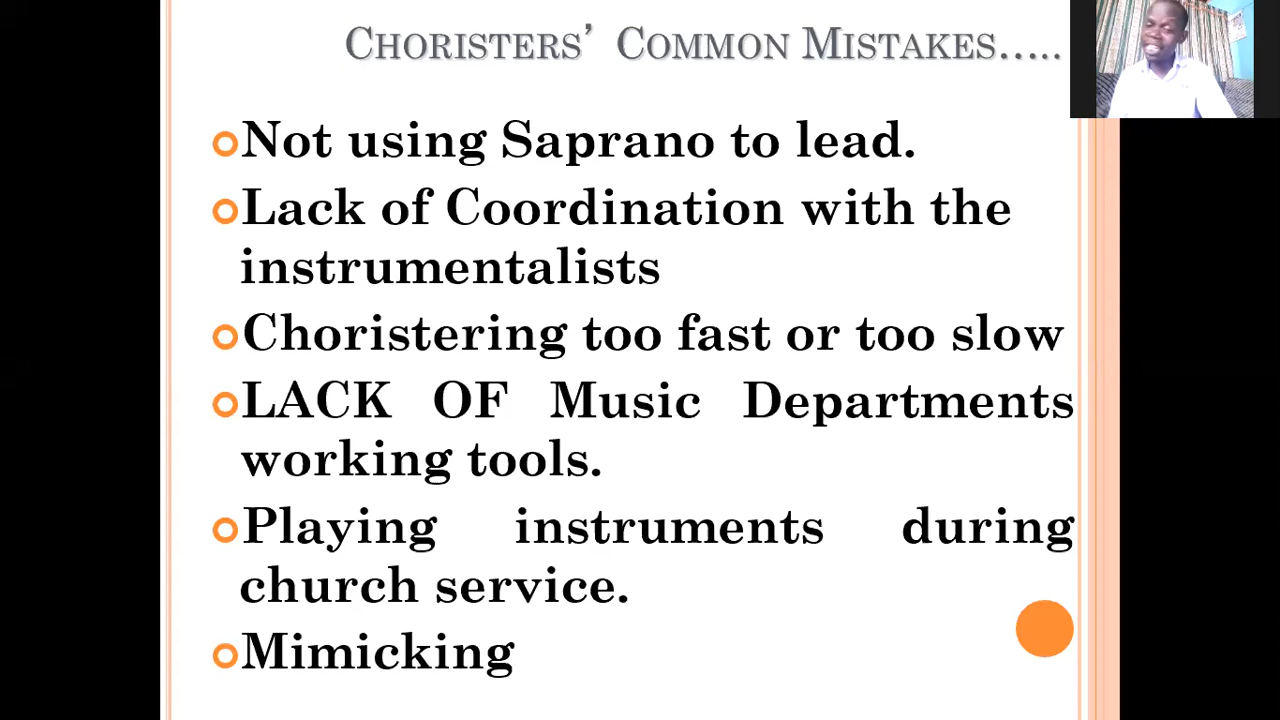 Choristers’ Common Mistakes…..
Not using Saprano to lead.
Lack of Coordination with the
instrumentalists
Choristering too fast or too slow
LACK OF Music Departments
working tools.
Playing instruments during
church service.
Mimicking